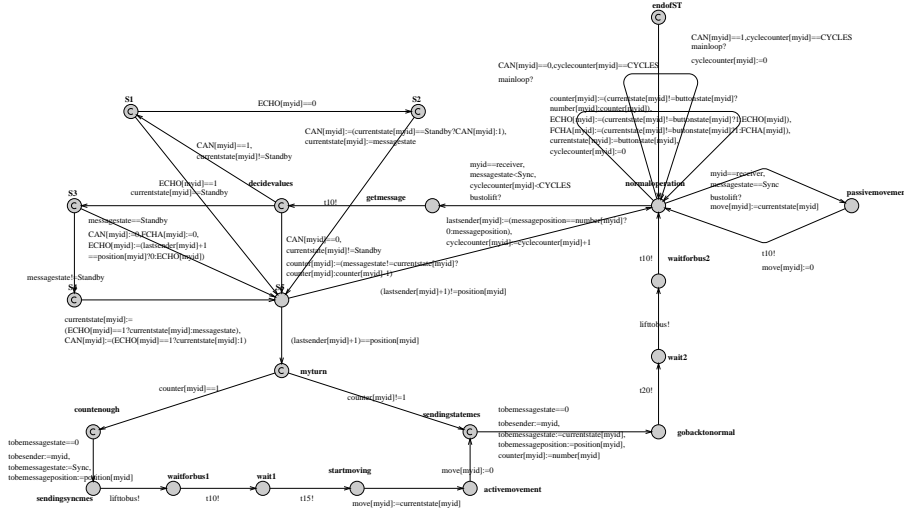 endofST
CAN[myid]==1,cyclecounter[myid]==CYCLES
mainloop?
cyclecounter[myid]:=0
CAN[myid]==0,cyclecounter[myid]==CYCLES
mainloop?
S1
ECHO[myid]==0
S2
counter[myid]:=(currentstate[myid]!=buttonstate[myid]?
number[myid]:counter[myid]),
ECHO[myid]:=(currentstate[myid]!=buttonstate[myid]?1:ECHO[myid]),
FCHA[myid]:=(currentstate[myid]!=buttonstate[myid]?1:FCHA[myid]),
currentstate[myid]:=buttonstate[myid],
cyclecounter[myid]:=0
CAN[myid]:=(currentstate[myid]==Standby?CAN[myid]:1),
currentstate[myid]:=messagestate
CAN[myid]==1,
currentstate[myid]!=Standby
myid==receiver,
messagestate<Sync,
cyclecounter[myid]<CYCLES
bustolift?
normaloperation
myid==receiver,
messagestate==Sync
bustolift?
move[myid]:=currentstate[myid]
passivemovement
S3
ECHO[myid]==1
currentstate[myid]==Standby
decidevalues
t10!
getmessage
messagestate==Standby
CAN[myid]:=0,FCHA[myid]:=0,
ECHO[myid]:=(lastsender[myid]+1
==position[myid]?0:ECHO[myid])
lastsender[myid]:=(messageposition==number[myid]?
0:messageposition),
cyclecounter[myid]:=cyclecounter[myid]+1
CAN[myid]==0,
currentstate[myid]!=Standby
counter[myid]:=(messagestate!=currentstate[myid]?
counter[myid]:counter[myid]-1)
t10!
waitforbus2
t10!
move[myid]:=0
messagestate!=Standby
S4
S5
(lastsender[myid]+1)!=position[myid]
currentstate[myid]:=
(ECHO[myid]==1?currentstate[myid]:messagestate),
CAN[myid]:=(ECHO[myid]==1?currentstate[myid]:1)
(lastsender[myid]+1)==position[myid]
lifttobus!
wait2
myturn
counter[myid]==1
counter[myid]!=1
t20!
countenough
sendingstatemes
tobemessagestate==0
tobesender:=myid,
tobemessagestate:=currentstate[myid],
tobemessageposition:=position[myid],
counter[myid]:=number[myid]
gobacktonormal
tobemessagestate==0
tobesender:=myid,
tobemessagestate:=Sync,
tobemessageposition:=position[myid]
waitforbus1
wait1
startmoving
move[myid]:=0
sendingsyncmes
lifttobus!
t10!
t15!
move[myid]:=currentstate[myid]
activemovement